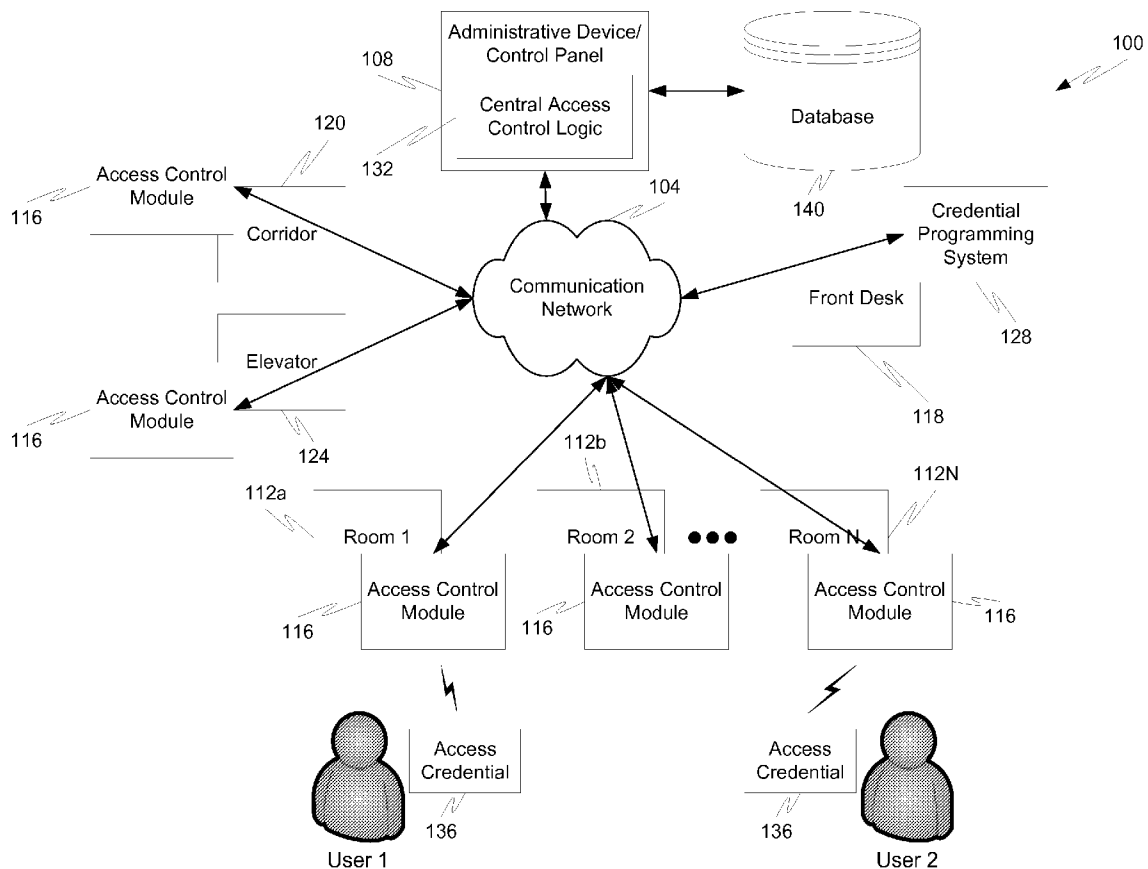 Administrative Device/
Control Panel
108
Central Access
Control Logic
132
Database
140
100
120
Access Control
Module
116
Corridor
104
Communication
Network
Credential
Programming
System
Front Desk
128
118
Elevator
Access Control
Module
116
124
112a
112b
112N
Room 1
Room 2
Room N
Access Control
Module
116
Access Control
Module
116
Access Control
Module
116
Access
Credential
136
User 1
Access
Credential
136
User 2